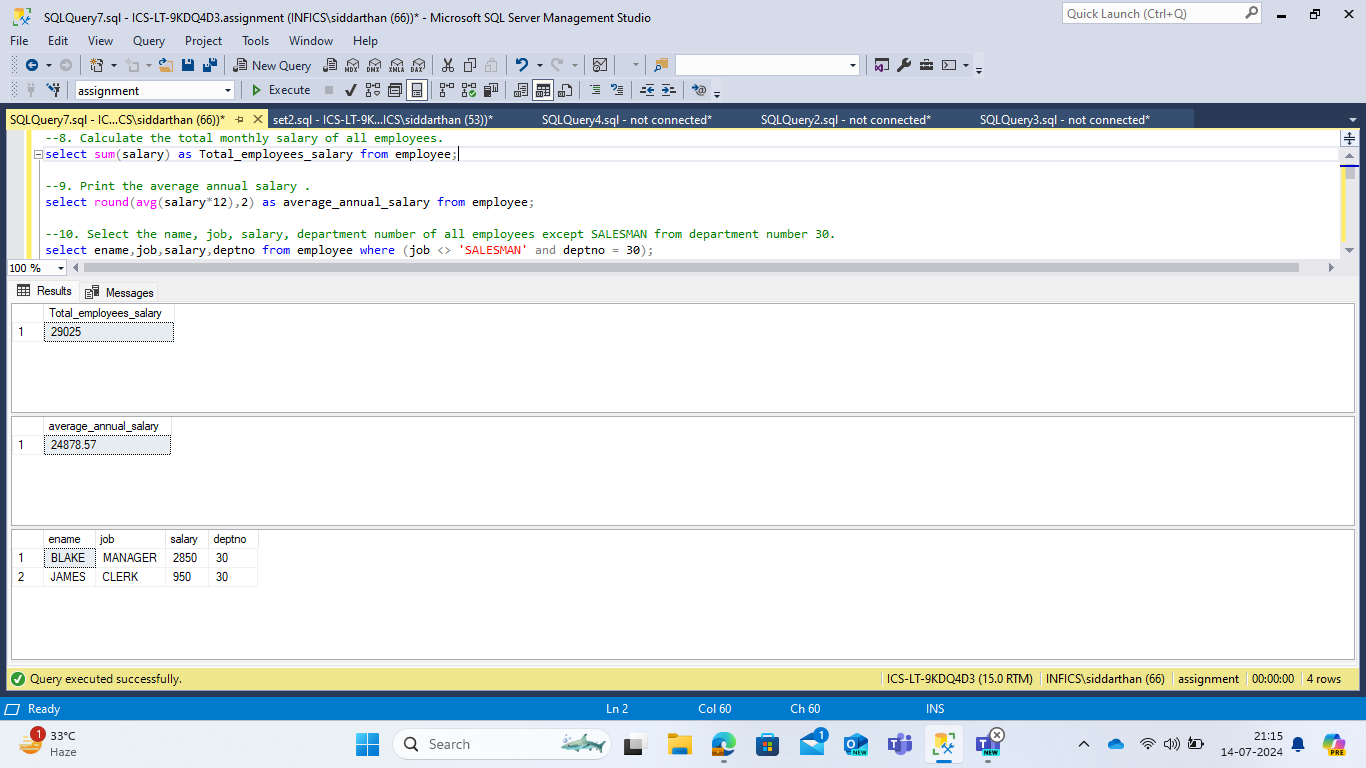 SQLQuery7.sql - ICS-LT-9KDQ4D3.assignment (INFICS\siddarthan (66))* - Microsoft SQL Server Management Studio
Quick Launch (Ctrl+Q)
File Edit View Query Project Tools Window Help
New Query MDX DMX XMLA DAX
assignment Execute
SQLQuery7.sql - IC...CS\siddarthan (66))* set2.sql - ICS-LT-9K...ICS\siddarthan (53))* SQLQuery4.sql - not connected* SQLQuery2.sql - not connected* SQLQuery3.sql - not connected*
--8. Calculate the total monthly salary of all employees.
select sum(salary) as Total_employees_salary from employee;
--9. Print the average annual salary .
select round(avg(salary*12),2) as average_annual_salary from employee;
--10. Select the name, job, salary, department number of all employees except SALESMAN from department number 30.
select ename,job,salary,deptno from employee where (job <> 'SALESMAN' and deptno = 30);
100 %
Results Messages
Total_employees_salary
1 29025
average_annual_salary
1 24878.57
ename job salary deptno
1 BLAKE MANAGER 2850 30
2 JAMES CLERK 950 30
Query executed successfully. ICS-LT-9KDQ4D3 (15.0 RTM) INFICS\siddarthan (66) assignment 00:00:00 4 rows
Ready Ln 2 Col 60 Ch 60 INS
1 33°C
Haze
Search 1 NEW NEW
21:15
14-07-2024
PRE